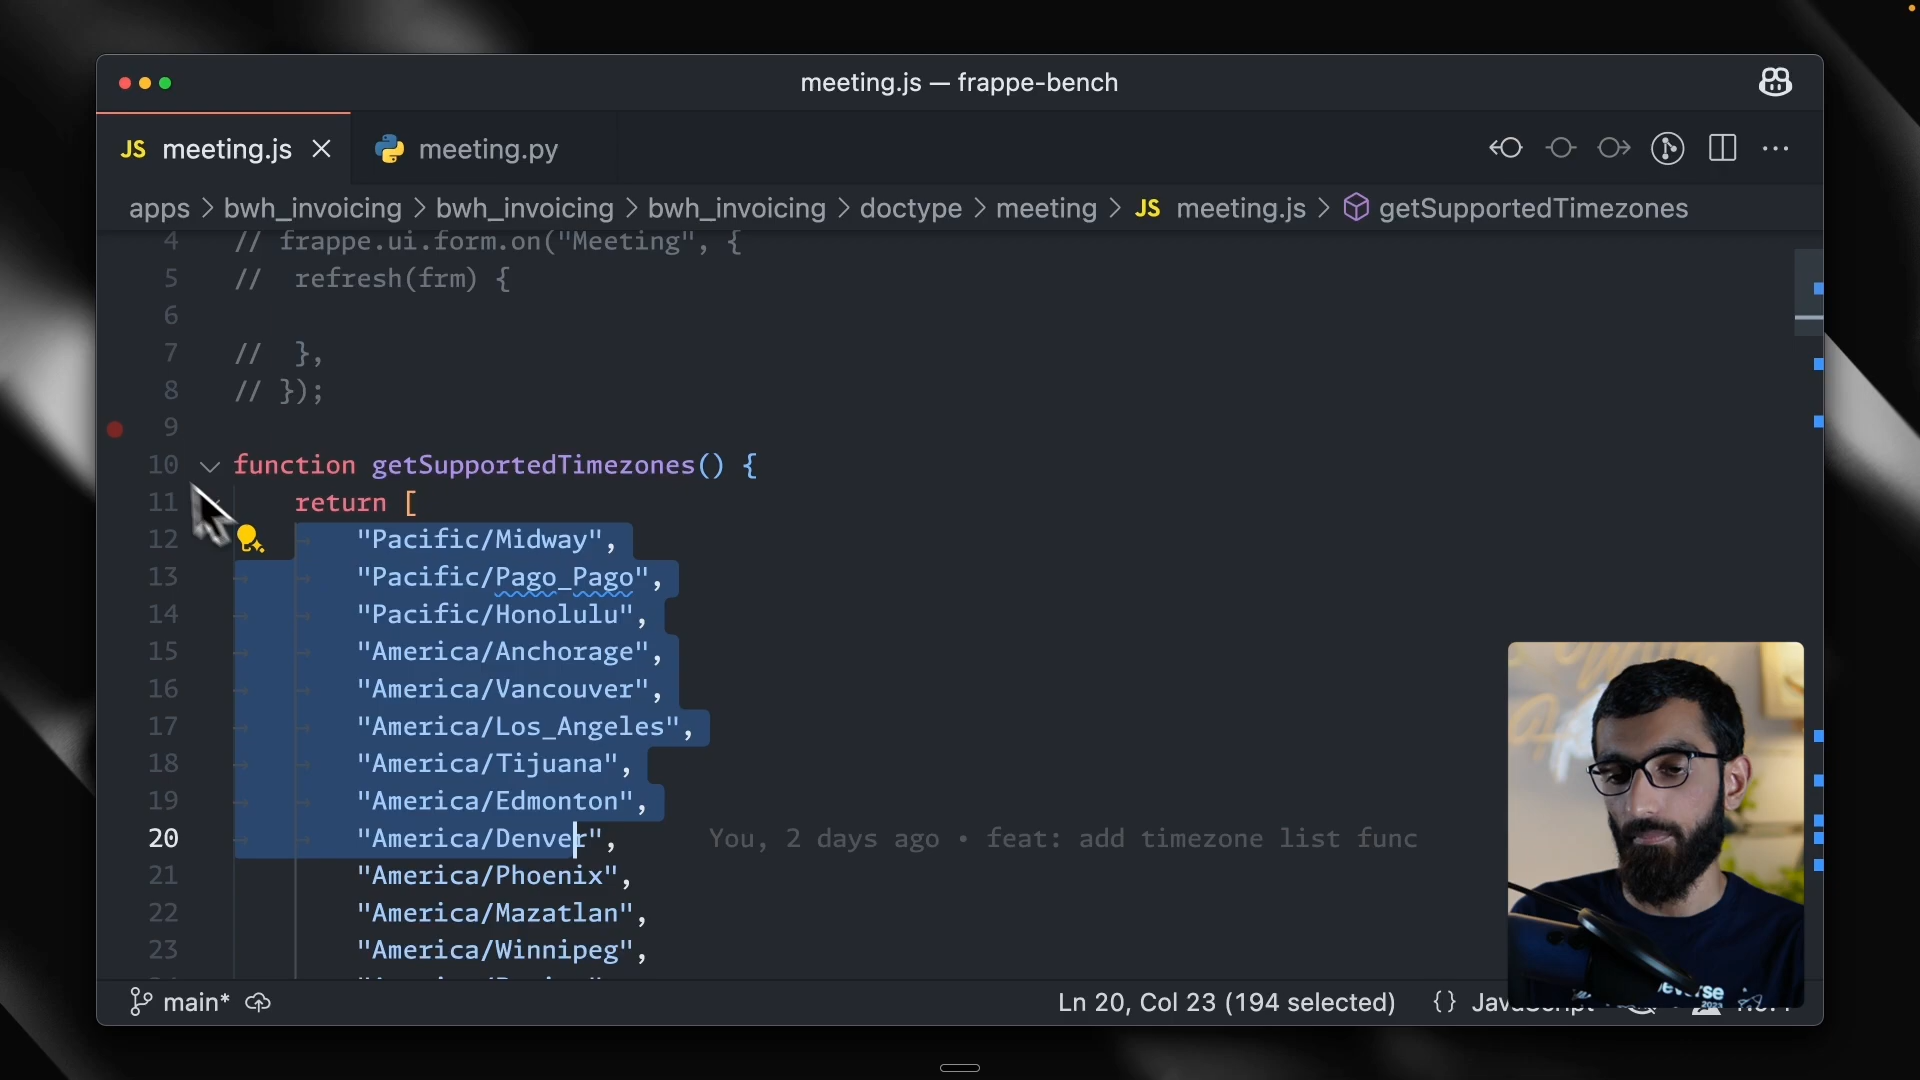 meeting.js — frappe-bench
JS meeting.js
meeting.py
apps > bwh_invoicing > bwh_invoicing > bwh_invoicing > doctype > meeting > JS meeting.js > getSupportedTimezones
4 // frappe.ui.form.on("Meeting", {
5 //  refresh(frm) {
6
7 //  },
8 // });
9
10 function getSupportedTimezones() {
11 return [
12 "Pacific/Midway",
13 "Pacific/Pago_Pago",
14 "Pacific/Honolulu",
15 "America/Anchorage",
16 "America/Vancouver",
17 "America/Los_Angeles",
18 "America/Tijuana",
19 "America/Edmonton",
20 "America/Denver", You, 2 days ago • feat: add timezone list func
21 "America/Phoenix",
22 "America/Mazatlan",
23 "America/Winnipeg",
main* Ln 20, Col 23 (194 selected) {} JavaScript
2023